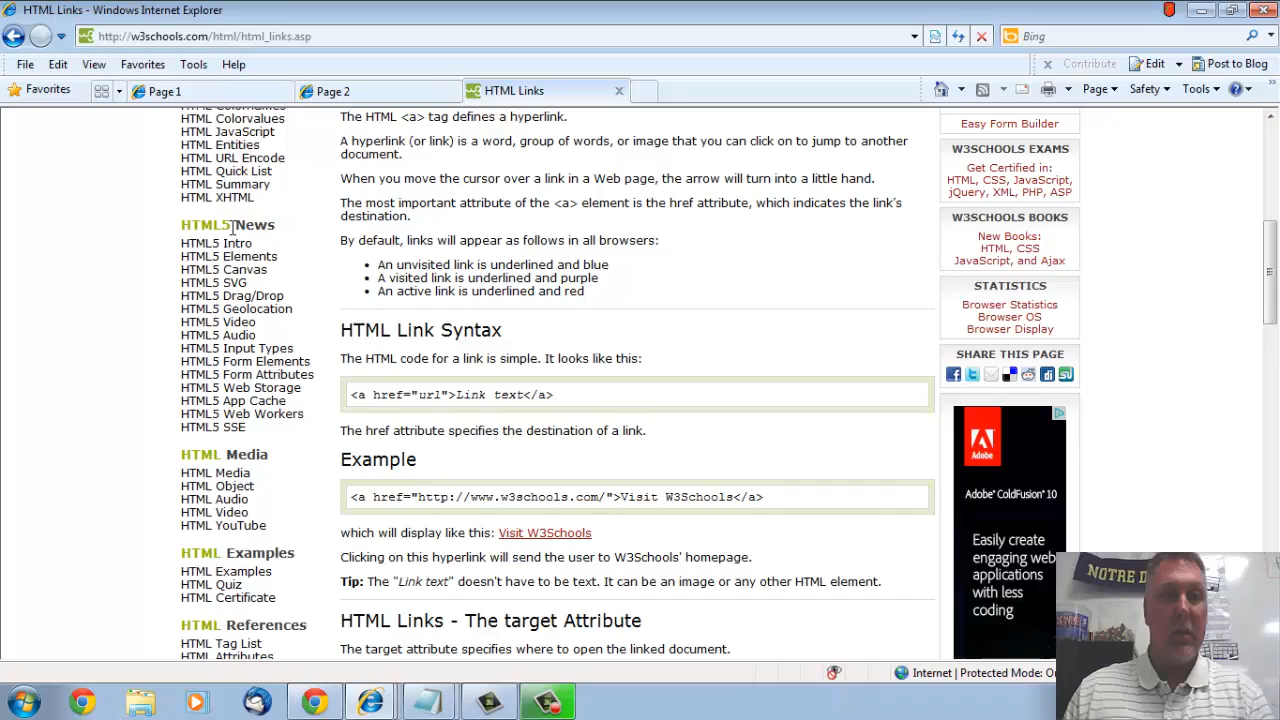 HTML Links - Windows Internet Explorer
http://w3schools.com/html/html_links.asp
Bing
File Edit View Favorites Tools Help
Contribute Edit Post to Blog
Favorites
Page 1
Page 2
HTML Links
Page Safety Tools
HTML Colorvalues
HTML JavaScript
HTML Entities
HTML URL Encode
HTML Quick List
HTML Summary
HTML XHTML
HTML5 News
HTML5 Intro
HTML5 Elements
HTML5 Canvas
HTML5 SVG
HTML5 Drag/Drop
HTML5 Geolocation
HTML5 Video
HTML5 Audio
HTML5 Input Types
HTML5 Form Elements
HTML5 Form Attributes
HTML5 Web Storage
HTML5 App Cache
HTML5 Web Workers
HTML5 SSE
HTML Media
HTML Media
HTML Object
HTML Audio
HTML Video
HTML YouTube
HTML Examples
HTML Examples
HTML Quiz
HTML Certificate
HTML References
HTML Tag List
HTML Attributes
The HTML <a> tag defines a hyperlink.
A hyperlink (or link) is a word, group of words, or image that you can click on to jump to another
document.
When you move the cursor over a link in a Web page, the arrow will turn into a little hand.
The most important attribute of the <a> element is the href attribute, which indicates the link's
destination.
By default, links will appear as follows in all browsers:
• An unvisited link is underlined and blue
• A visited link is underlined and purple
• An active link is underlined and red
HTML Link Syntax
The HTML code for a link is simple. It looks like this:
<a href="url">Link text</a>
The href attribute specifies the destination of a link.
Example
<a href="http://www.w3schools.com/">Visit W3Schools</a>
which will display like this: Visit W3Schools
Clicking on this hyperlink will send the user to W3Schools' homepage.
Tip: The "Link text" doesn't have to be text. It can be an image or any other HTML element.
HTML Links - The target Attribute
The target attribute specifies where to open the linked document.
Easy Form Builder
W3SCHOOLS EXAMS
Get Certified in:
HTML, CSS, JavaScript,
jQuery, XML, PHP, ASP
W3SCHOOLS BOOKS
New Books:
HTML, CSS
JavaScript, and Ajax
STATISTICS
Browser Statistics
Browser OS
Browser Display
SHARE THIS PAGE
Adobe
Adobe® ColdFusion® 10
Easily create
engaging web
applications
with less
coding
NOTRE D
Internet | Protected Mode: On